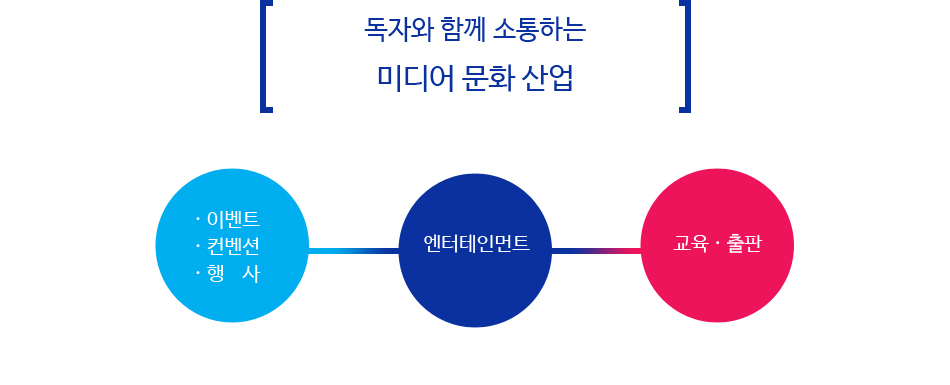 독자와 함께 소통하는
미디어 문화 산업
· 이벤트
· 컨벤션
· 행 사
엔터테인먼트
교육 · 출판